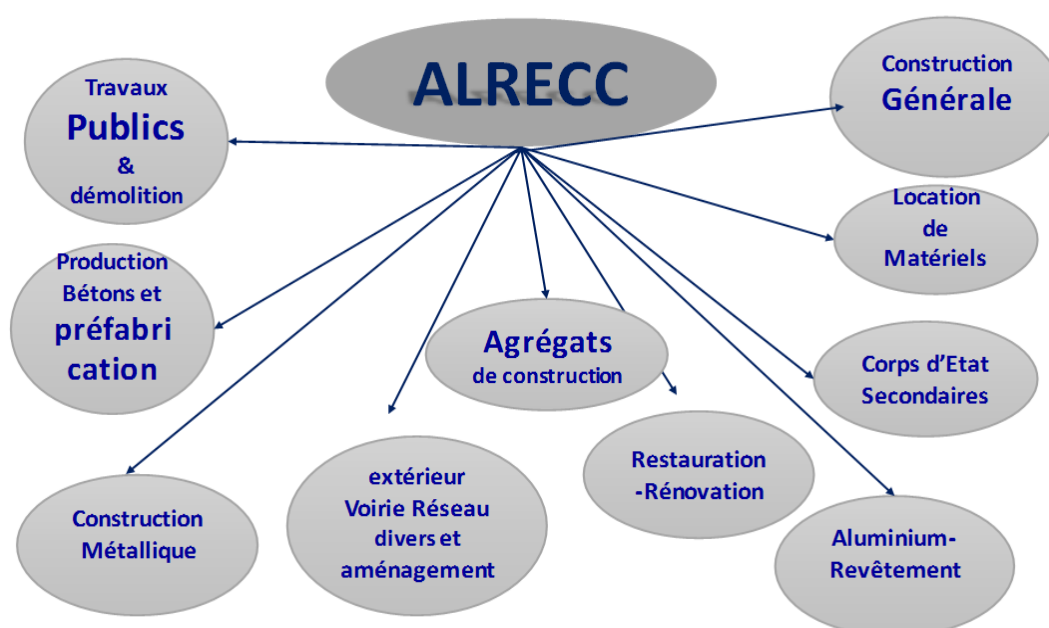 ALRECC
Travaux
Publics
&
démolition
Construction
Générale
Location
de
Matériels
Production
Bétons et
préfabri
cation
Agrégats
de construction
Corps d’Etat
Secondaires
Restauration
-Rénovation
extérieur
Voirie Réseau
divers et
aménagement
Construction
Métallique
Aluminium-
Revêtement